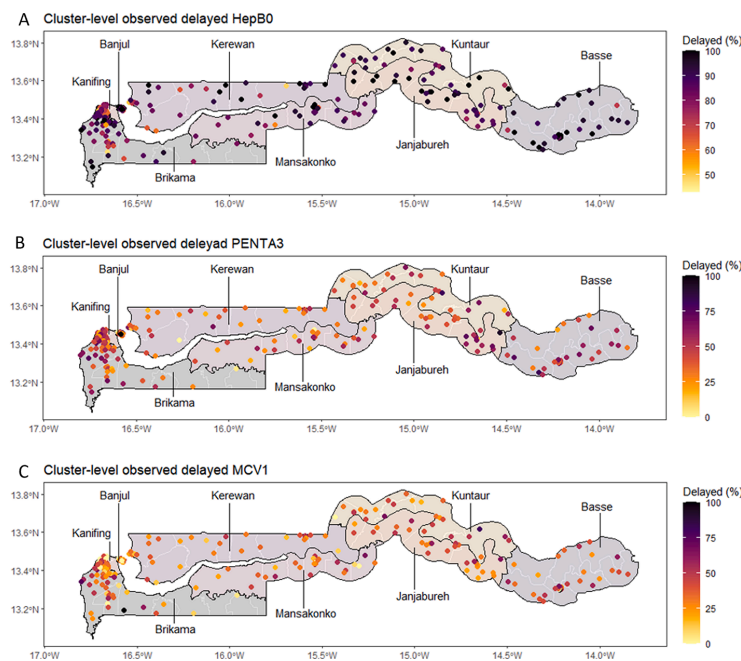 A Cluster-level observed delayed HepB0
Banjul Kerewan Kuntaur
Kanifing Basse
Brikama Mansakonko Janjabureh
13.8°N
13.6°N
13.4°N
13.2°N
17.0°W 16.5°W 16.0°W 15.5°W 15.0°W 14.5°W 14.0°W
Delayed (%)
100
90
80
70
60
50
B Cluster-level observed delayad PENTA3
Banjul Kerewan Kuntaur
Kanifing Basse
Brikama Mansakonko Janjabureh
13.8°N
13.6°N
13.4°N
13.2°N
17.0°W 16.5°W 16.0°W 15.5°W 15.0°W 14.5°W 14.0°W
Delayed (%)
100
75
50
25
0
C Cluster-level observed delayed MCV1
Banjul Kerewan Kuntaur
Kanifing Basse
Brikama Mansakonko Janjabureh
13.8°N
13.6°N
13.4°N
13.2°N
17.0°W 16.5°W 16.0°W 15.5°W 15.0°W 14.5°W 14.0°W
Delayed (%)
100
75
50
25
0